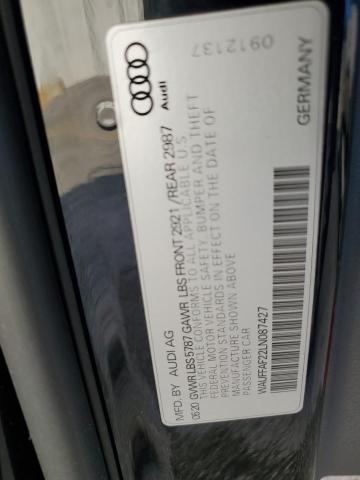 0912137
Audi
GERMANY
MFD. BY AUDI AG
05.20 GVWR LBS 5787 GAWR LBS FRONT 2921 / REAR 2987
THIS VEHICLE CONFORMS TO ALL APPLICABLE U.S.
FEDERAL MOTOR VEHICLE SAFETY, BUMPER AND THEFT
PREVENTION STANDARDS IN EFFECT ON THE DATE OF
MANUFACTURE SHOWN ABOVE
PASSENGER CAR
WAUFFAF22LN087427